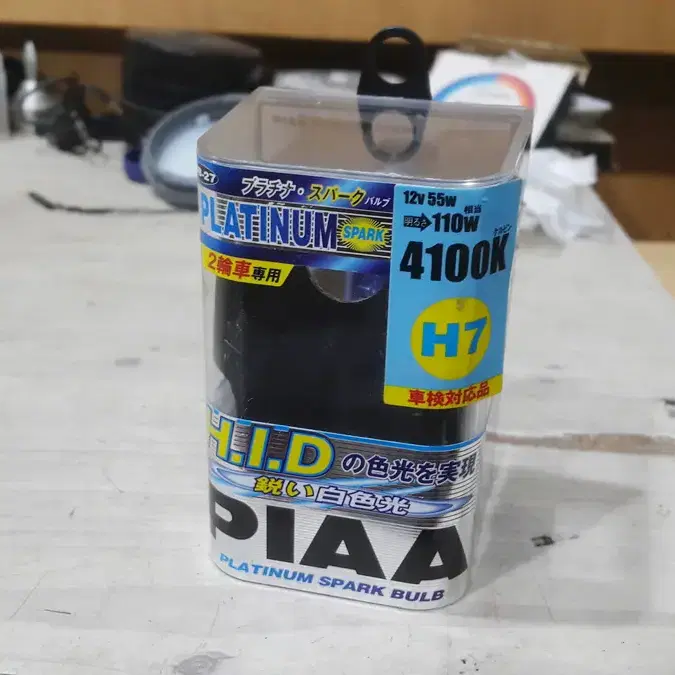 -27
プラチナ・スパーク バルブ
PLATINUM SPARK
2輪車専用
12v 55w
明るさ 110w 相当
ケルビン
4100K
H7
車検対応品
H.I.D の色光を実現
鋭い白色光
PIAA
PLATINUM SPARK BULB